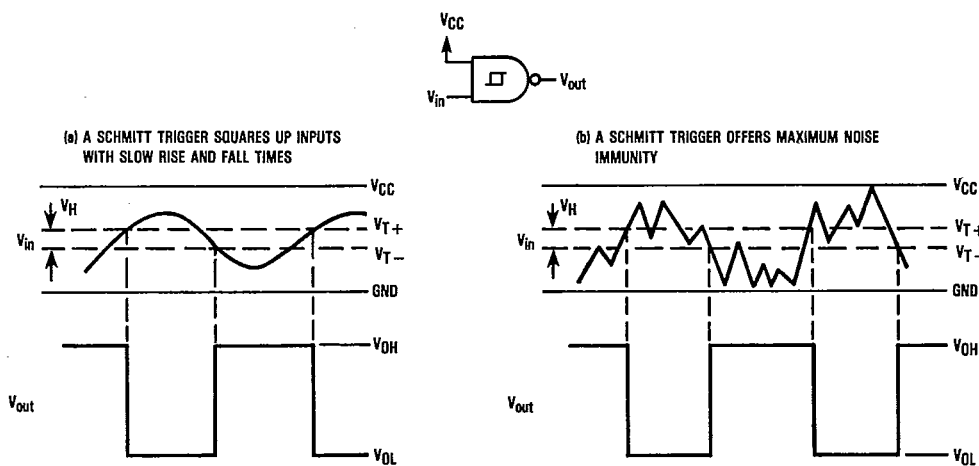 VCC
Vin
Vout
(a) A SCHMITT TRIGGER SQUARES UP INPUTS
WITH SLOW RISE AND FALL TIMES
(b) A SCHMITT TRIGGER OFFERS MAXIMUM NOISE
IMMUNITY
VCC
VH
VT+
Vin
VT−
GND
VOH
Vout
VOL
VCC
VH
VT+
Vin
VT−
GND
VOH
Vout
VOL